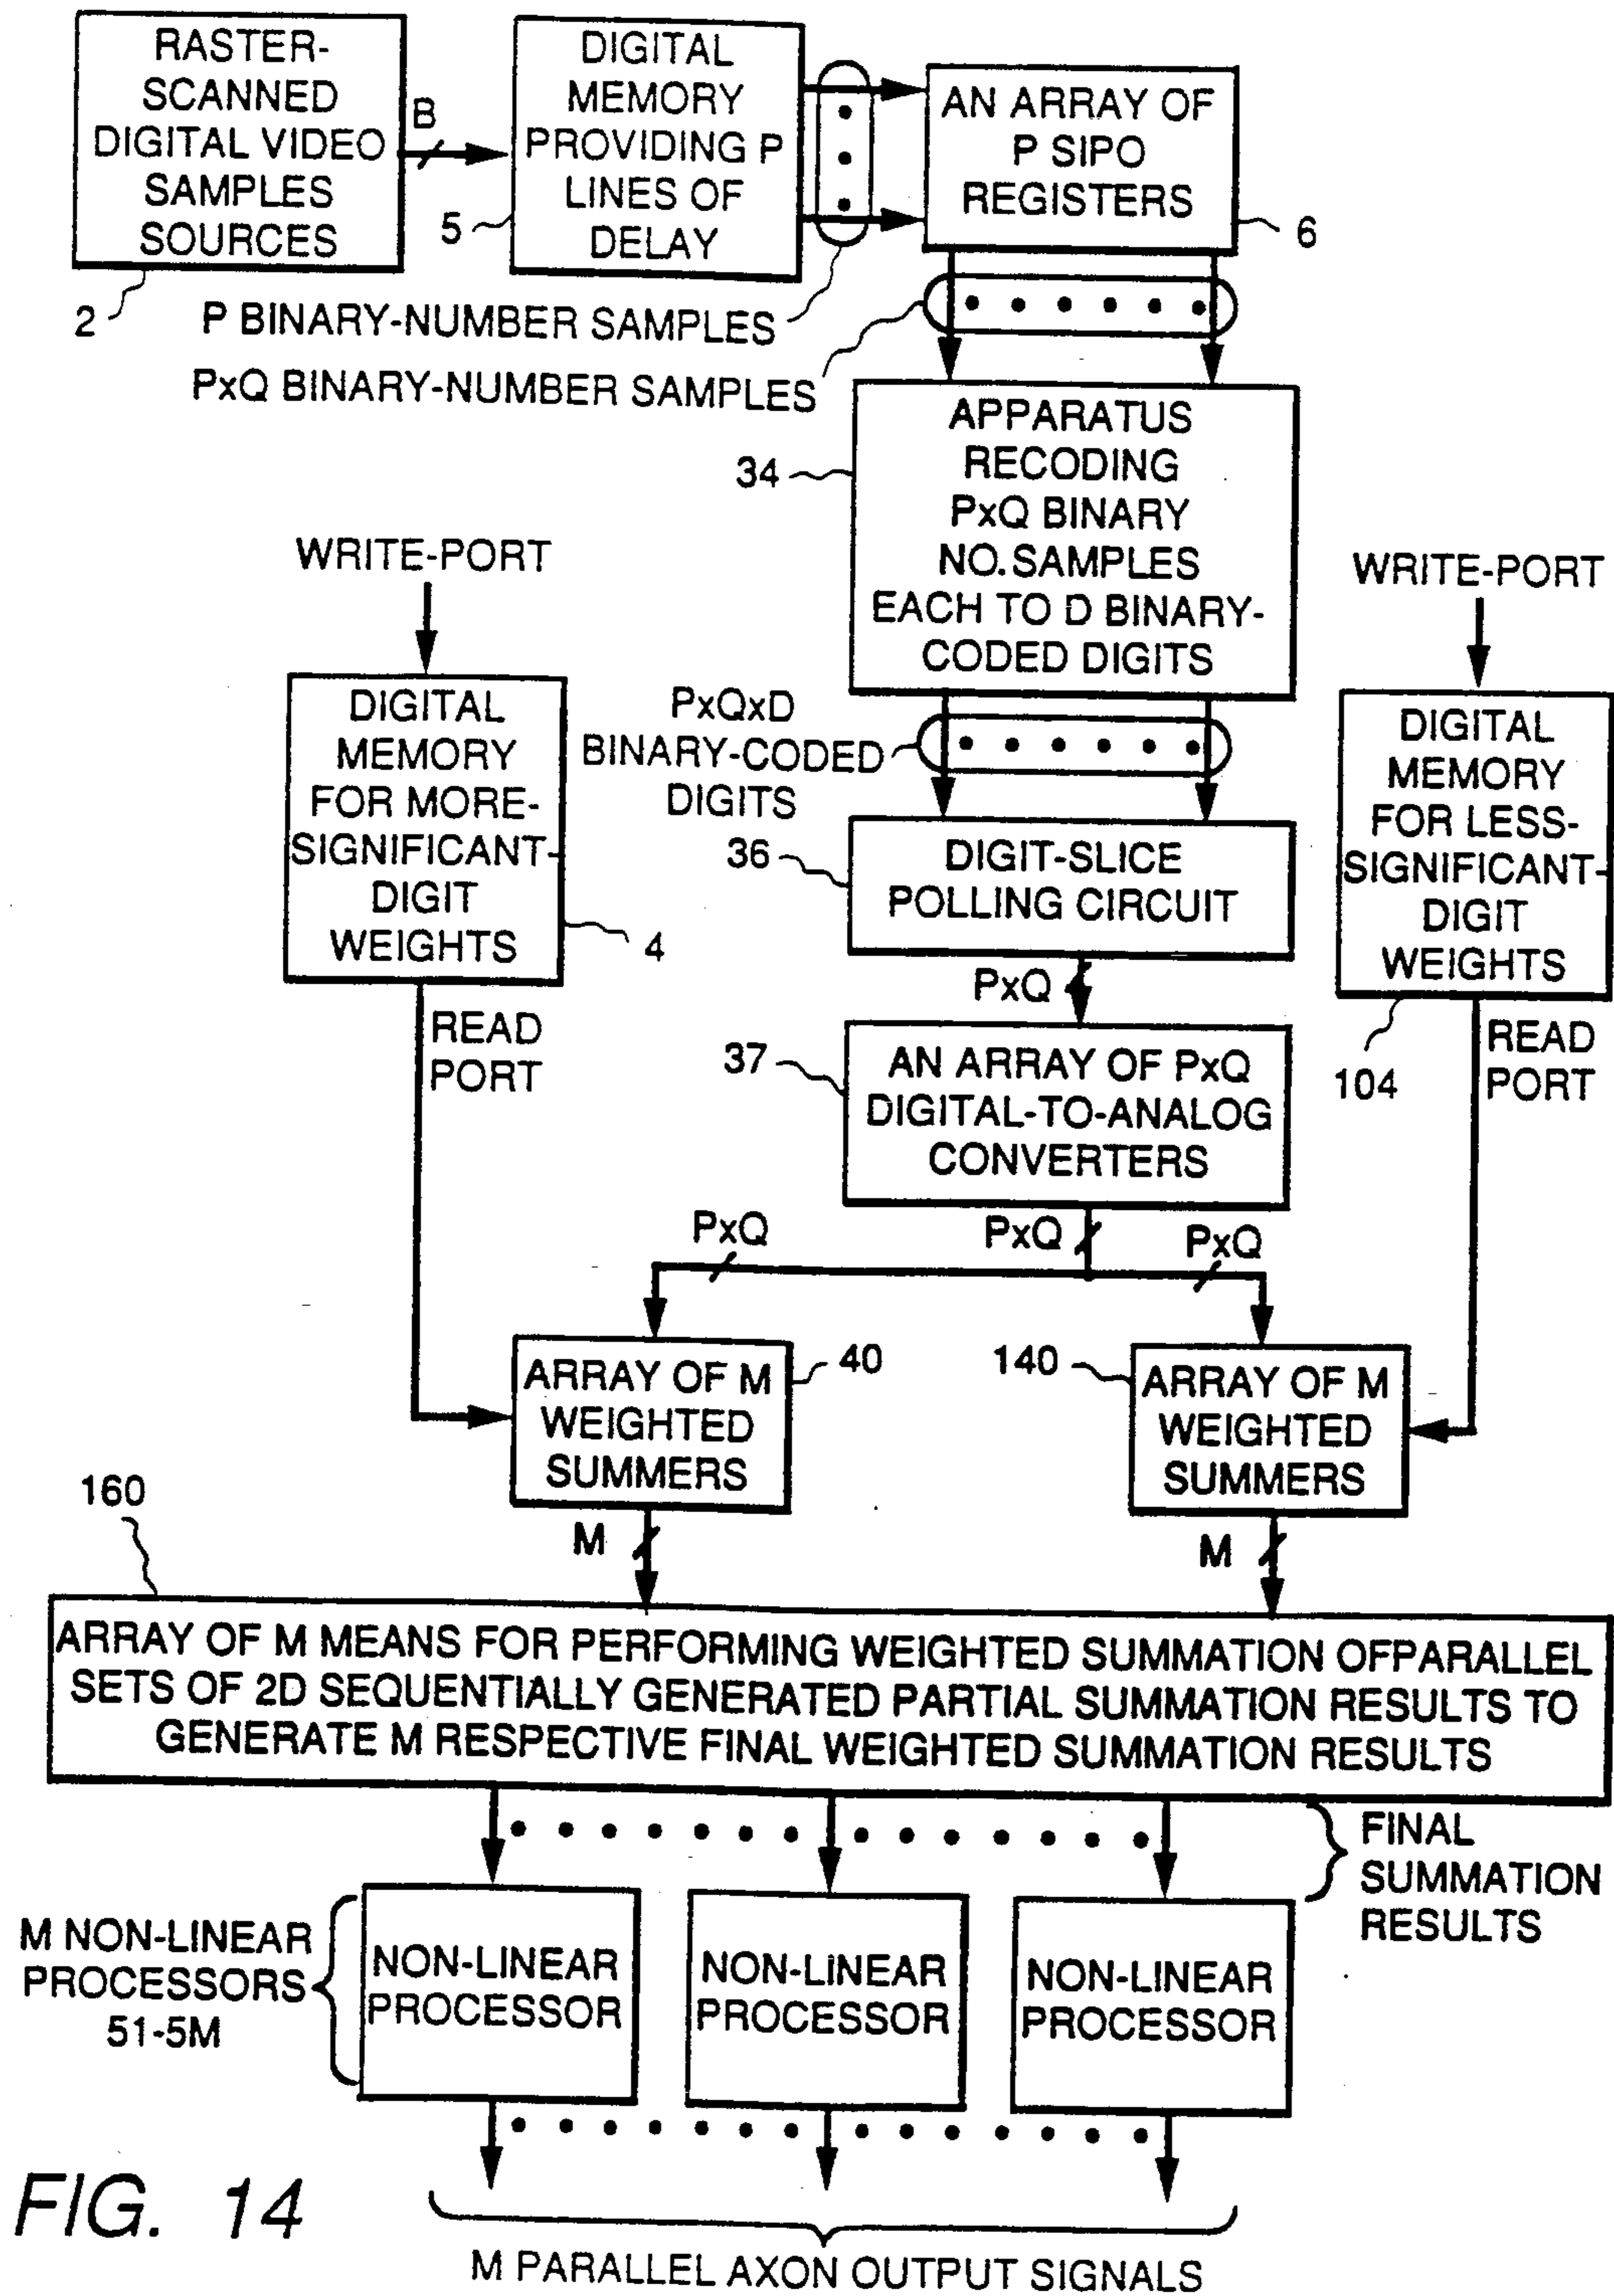 RASTER-
SCANNED
DIGITAL VIDEO
SAMPLES
SOURCES
2
B
DIGITAL
MEMORY
PROVIDING P
LINES OF
DELAY
5
AN ARRAY OF
P SIPO
REGISTERS
6
P BINARY-NUMBER SAMPLES
PxQ BINARY-NUMBER SAMPLES
APPARATUS
RECODING
PxQ BINARY
NO. SAMPLES
EACH TO D BINARY-
CODED DIGITS
34
WRITE-PORT
DIGITAL
MEMORY
FOR MORE-
SIGNIFICANT-
DIGIT
WEIGHTS
4
READ
PORT
PxQxD
BINARY-CODED
DIGITS
WRITE-PORT
DIGITAL
MEMORY
FOR LESS-
SIGNIFICANT-
DIGIT
WEIGHTS
104
READ
PORT
36
DIGIT-SLICE
POLLING CIRCUIT
PxQ
37
AN ARRAY OF PxQ
DIGITAL-TO-ANALOG
CONVERTERS
PxQ
PxQ
PxQ
ARRAY OF M
WEIGHTED
SUMMERS
40
140
ARRAY OF M
WEIGHTED
SUMMERS
M
M
160
ARRAY OF M MEANS FOR PERFORMING WEIGHTED SUMMATION OFPARALLEL
SETS OF 2D SEQUENTIALLY GENERATED PARTIAL SUMMATION RESULTS TO
GENERATE M RESPECTIVE FINAL WEIGHTED SUMMATION RESULTS
FINAL
SUMMATION
RESULTS
M NON-LINEAR
PROCESSORS
51-5M
NON-LINEAR
PROCESSOR
NON-LINEAR
PROCESSOR
NON-LINEAR
PROCESSOR
FIG. 14
M PARALLEL AXON OUTPUT SIGNALS